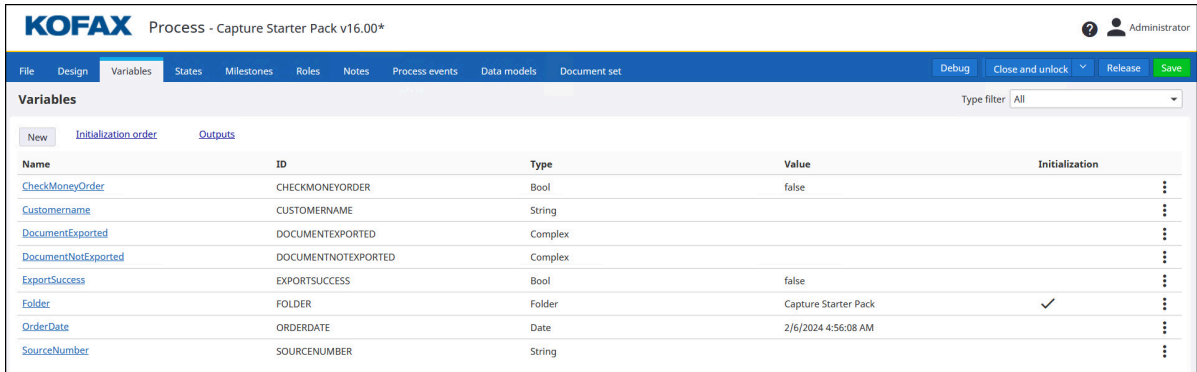 KOFAX Process - Capture Starter Pack v16.00* ? Administrator
File Design Variables States Milestones Roles Notes Process events Data models Document set Debug Close and unlock Release Save
Variables Type filter All
New Initialization order Outputs
Name ID Type Value Initialization
CheckMoneyOrder CHECKMONEYORDER Bool false
Customername CUSTOMERNAME String
DocumentExported DOCUMENTEXPORTED Complex
DocumentNotExported DOCUMENTNOTEXPORTED Complex
ExportSuccess EXPORTSUCCESS Bool false
Folder FOLDER Folder Capture Starter Pack
OrderDate ORDERDATE Date 2/6/2024 4:56:08 AM
SourceNumber SOURCENUMBER String